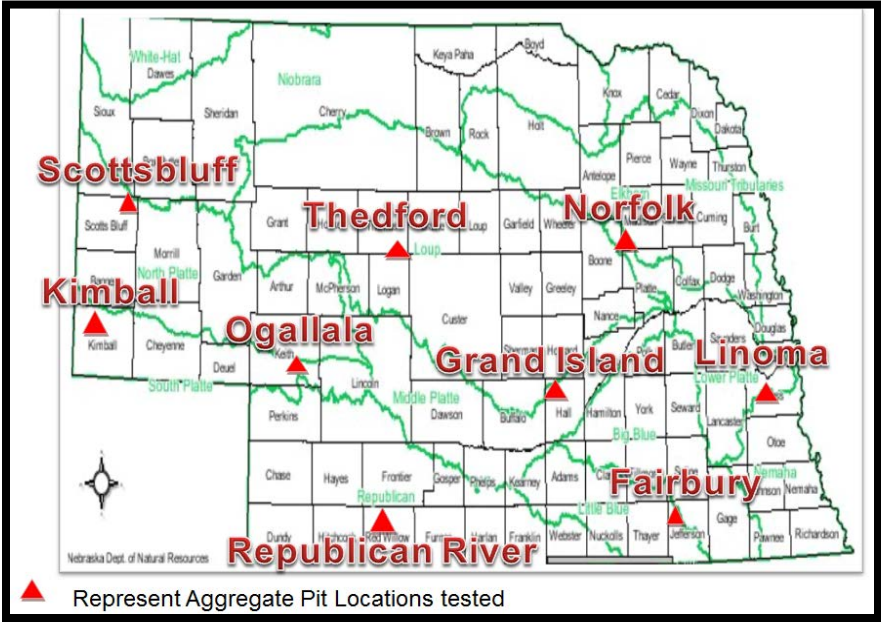 Boyd
Keya Paha
White-Hat
Dawes
Niobrara
Knox
Cedar
Sioux
Sheridan
Cherry
Brown
Rock
Holt
Dixon
Dakota
Pierce
Wayne
Thurston
Antelope
Scottsbluff
Elkhorn
Missouri Tributaries
Thedford
Norfolk
Scotts Bluff
Grant
Loup
Garfield
Wheeler
Cuming
Burt
Loup
Morrill
North Platte
Garden
Boone
Arthur
McPherson
Logan
Valley
Greeley
Platte
Colfax
Dodge
Washington
Kimball
Custer
Nance
Kimball
Cheyenne
Ogallala
Keith
Douglas
Saunders
Butler
Grand Island
Linoma
Deuel
Lincoln
South Platte
Middle Platte
Lower Platte
Perkins
Dawson
Buffalo
Hall
Hamilton
York
Seward
Lancaster
Big Blue
Otoe
Chase
Hayes
Frontier
Gosper
Phelps
Kearney
Adams
Fairbury
Nemaha
Nemaha
Republican
Little Blue
Dundy
Hitchcock
Red Willow
Harlan
Franklin
Webster
Nuckolls
Thayer
Jefferson
Gage
Pawnee
Richardson
Republican River
Nebraska Dept. of Natural Resources
Represent Aggregate Pit Locations tested